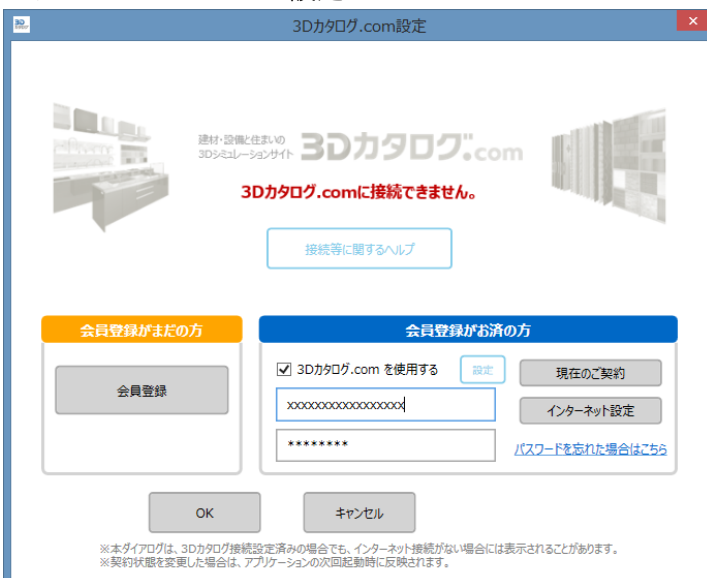 3Dカタログ.com設定
建材・設備と住まいの
3Dシミュレーションサイト 3Dカタログ.com
3Dカタログ.comに接続できません。
接続等に関するヘルプ
会員登録がまだの方
会員登録
会員登録がお済の方
3Dカタログ.com を使用する 設定 現在のご契約
xxxxxxxxxxxxxxxxx インターネット設定
******** パスワードを忘れた場合はこちら
OK キャンセル
※本ダイアログは、3Dカタログ接続設定済みの場合でも、インターネット接続がない場合には表示されることがあります。
※契約状態を変更した場合は、アプリケーションの次回起動時に反映されます。